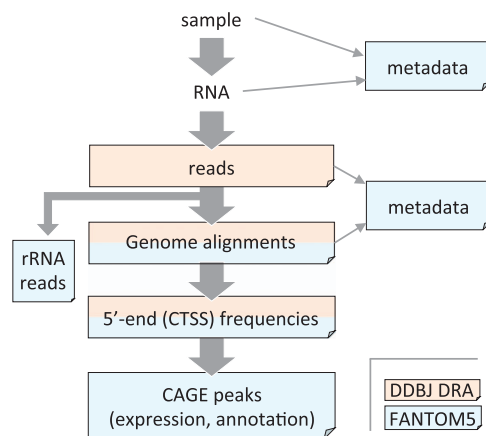 sample
metadata
RNA
reads
metadata
Genome alignments
rRNA
reads
5’-end (CTSS) frequencies
CAGE peaks
(expression, annotation)
DDBJ DRA
FANTOM5